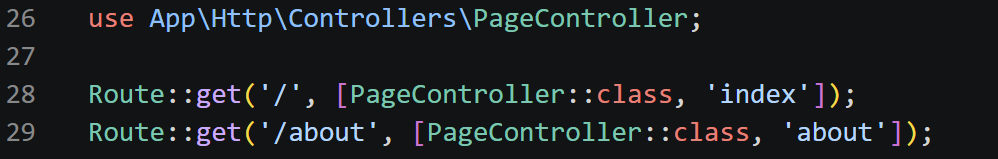 26 use App\Http\Controllers\PageController;
27
28 Route::get('/', [PageController::class, 'index']);
29 Route::get('/about', [PageController::class, 'about']);